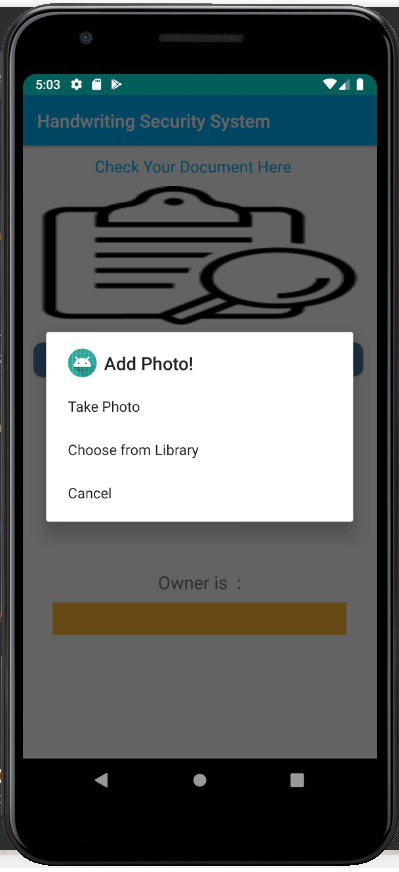 5:03
Handwriting Security System
Check Your Document Here
Add Photo!
Take Photo
Choose from Library
Cancel
Owner is :